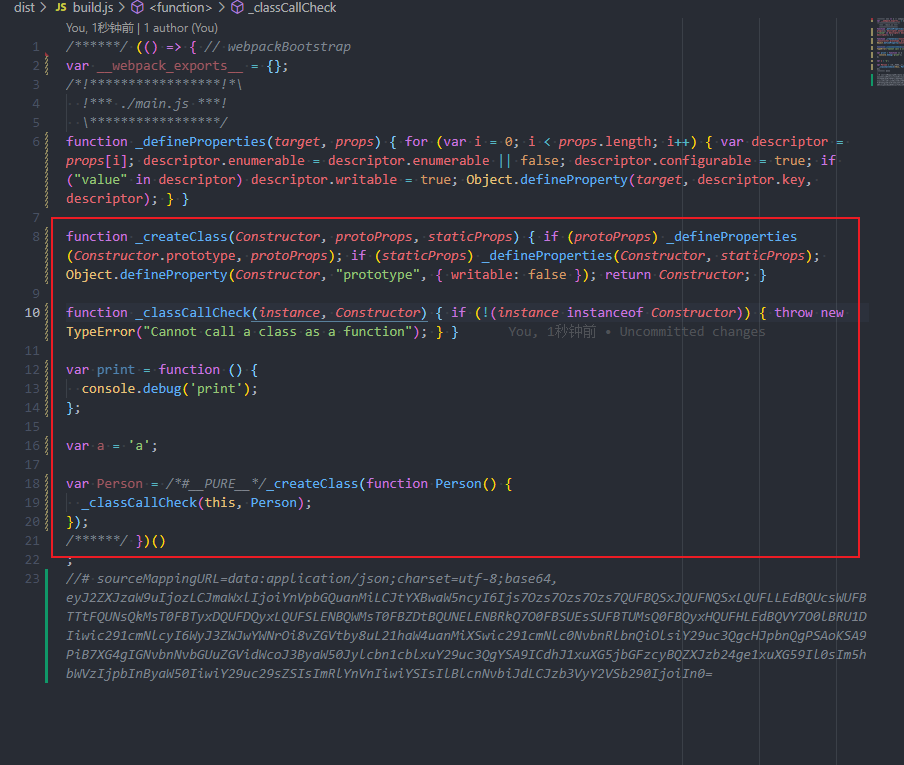 dist > JS build.js > <function> > _classCallCheck
You, 1秒钟前 | 1 author (You)
1 /******/ (() => { // webpackBootstrap
2 var __webpack_exports__ = {};
3 /*!*****************!*\
4   !*** ./main.js ***!
5   \*****************/
6 function _defineProperties(target, props) { for (var i = 0; i < props.length; i++) { var descriptor =
props[i]; descriptor.enumerable = descriptor.enumerable || false; descriptor.configurable = true; if
("value" in descriptor) descriptor.writable = true; Object.defineProperty(target, descriptor.key,
descriptor); } }
7
8 function _createClass(Constructor, protoProps, staticProps) { if (protoProps) _defineProperties
(Constructor.prototype, protoProps); if (staticProps) _defineProperties(Constructor, staticProps);
Object.defineProperty(Constructor, "prototype", { writable: false }); return Constructor; }
9
10 function _classCallCheck(instance, Constructor) { if (!(instance instanceof Constructor)) { throw new
TypeError("Cannot call a class as a function"); } } You, 1秒钟前 • Uncommitted changes
11
12 var print = function () {
13   console.debug('print');
14 };
15
16 var a = 'a';
17
18 var Person = /*#__PURE__*/_createClass(function Person() {
19   _classCallCheck(this, Person);
20 });
21 /******/ })()
22 ;
23 //# sourceMappingURL=data:application/json;charset=utf-8;base64,